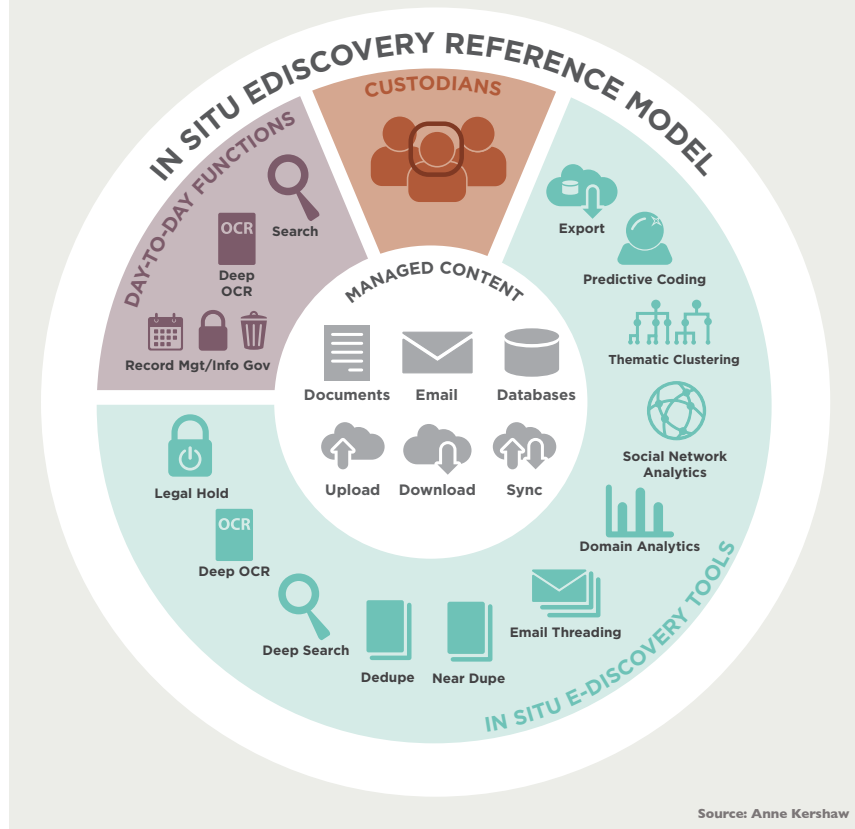 IN SITU EDISCOVERY REFERENCE MODEL
CUSTODIANS
DAY-TO-DAY FUNCTIONS
Search
OCR
Deep
OCR
Record Mgt/Info Gov
MANAGED CONTENT
Documents
Email
Databases
Upload
Download
Sync
Export
Predictive Coding
Thematic Clustering
Social Network
Analytics
Domain Analytics
Email Threading
Near Dupe
Dedupe
Deep Search
OCR
Deep OCR
Legal Hold
IN SITU E-DISCOVERY TOOLS
Source: Anne Kershaw